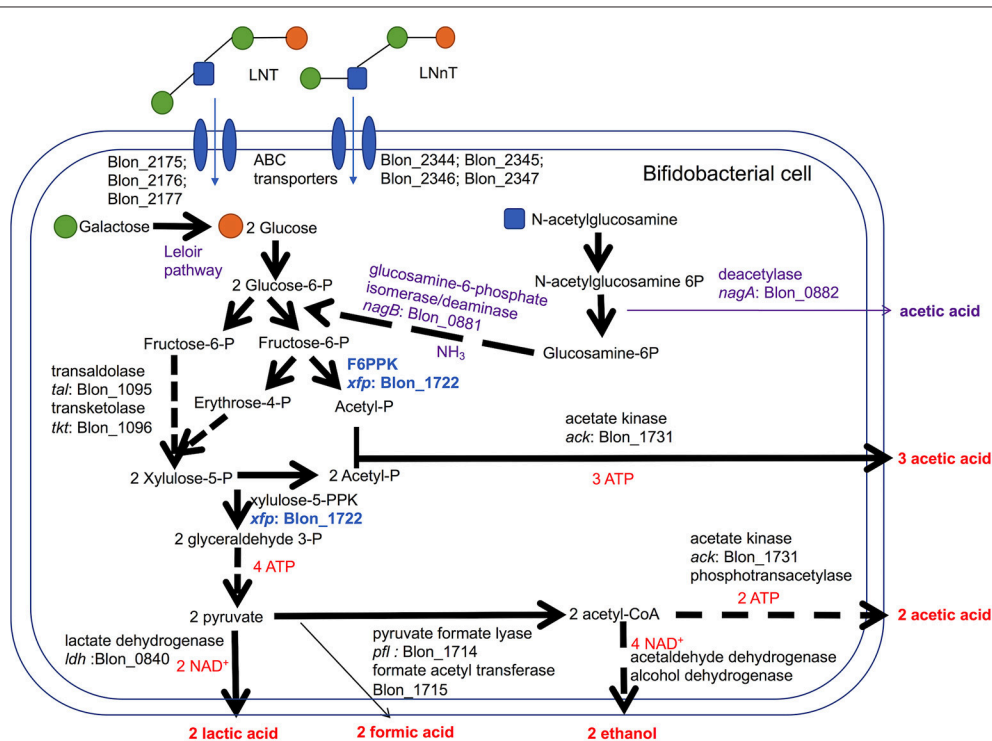 LNT
LNnT
Blon_2175;
Blon_2176;
Blon_2177
ABC
transporters
Blon_2344; Blon_2345;
Blon_2346; Blon_2347
Bifidobacterial cell
Galactose
2 Glucose
N-acetylglucosamine
Leloir
pathway
2 Glucose-6-P
glucosamine-6-phosphate
isomerase/deaminase
nagB: Blon_0881
NH₃
N-acetylglucosamine 6P
deacetylase
nagA: Blon_0882
acetic acid
Glucosamine-6P
Fructose-6-P
Fructose-6-P
F6PPK
xfp: Blon_1722
transaldolase
tal: Blon_1095
transketolase
tkt: Blon_1096
Erythrose-4-P
Acetyl-P
acetate kinase
ack: Blon_1731
3 ATP
3 acetic acid
2 Xylulose-5-P
2 Acetyl-P
xylulose-5-PPK
xfp: Blon_1722
2 glyceraldehyde 3-P
4 ATP
acetate kinase
ack: Blon_1731
phosphotransacetylase
2 ATP
2 acetic acid
2 pyruvate
2 acetyl-CoA
lactate dehydrogenase
ldh :Blon_0840
2 NAD⁺
pyruvate formate lyase
pfl : Blon_1714
formate acetyl transferase
Blon_1715
4 NAD⁺
acetaldehyde dehydrogenase
alcohol dehydrogenase
2 lactic acid
2 formic acid
2 ethanol